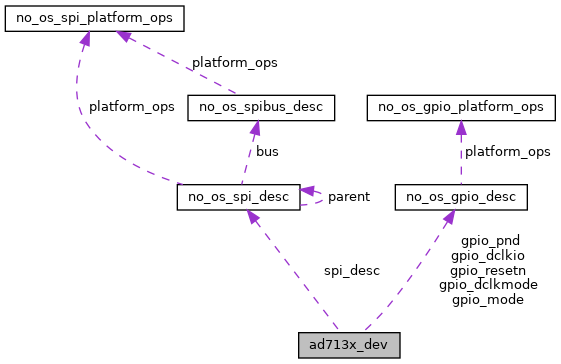 no_os_spi_platform_ops
platform_ops
platform_ops
no_os_spibus_desc
no_os_gpio_platform_ops
bus
platform_ops
no_os_spi_desc
parent
no_os_gpio_desc
spi_desc
gpio_pnd
gpio_dclkio
gpio_resetn
gpio_dclkmode
gpio_mode
ad713x_dev